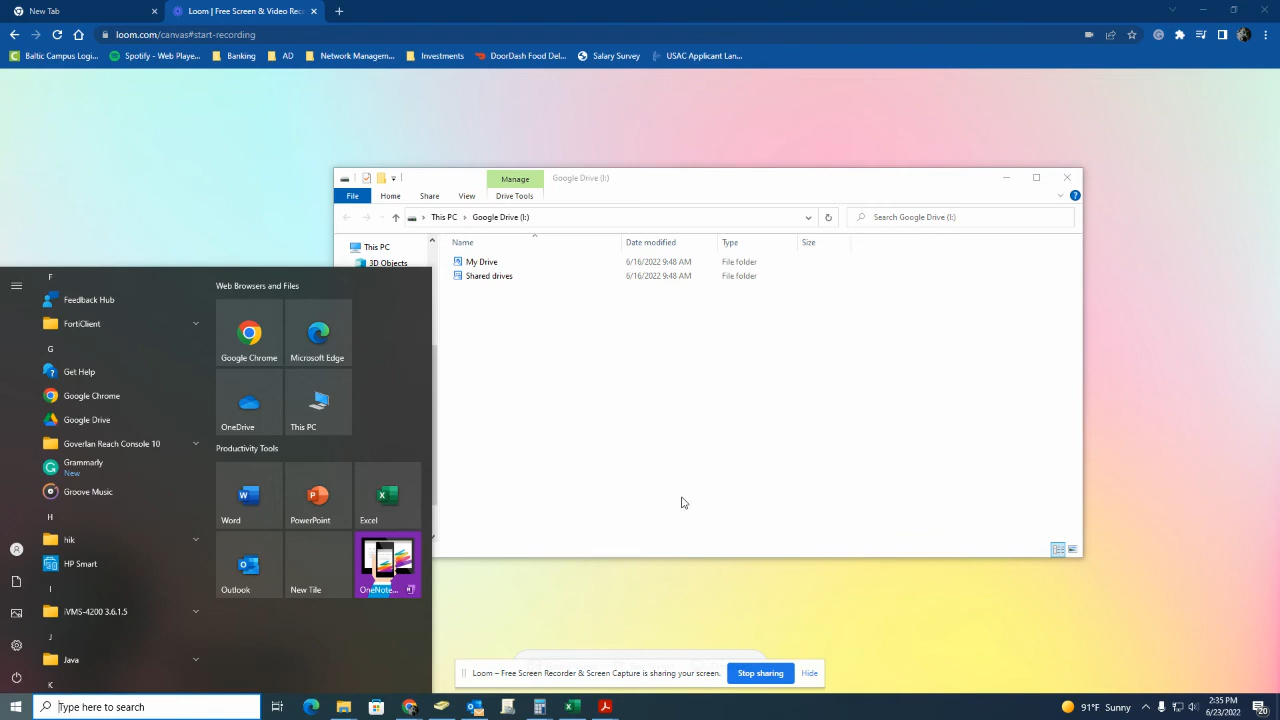 New Tab
Loom | Free Screen & Video Rec
loom.com/canvas#start-recording
Baltic Campus Logi...
Spotify - Web Playe...
Banking
AD
Network Managem...
Investments
DoorDash Food Del...
Salary Survey
USAC Applicant Lan...
Manage
Google Drive (I:)
File
Home
Share
View
Drive Tools
This PC
Google Drive (I:)
Search Google Drive (I:)
This PC
3D Objects
Name
Date modified
Type
Size
My Drive
6/16/2022 9:48 AM
File folder
Shared drives
6/16/2022 9:48 AM
File folder
F
Feedback Hub
FortiClient
G
Get Help
Google Chrome
Google Drive
Goverlan Reach Console 10
Grammarly
New
Groove Music
H
hik
HP Smart
I
iVMS-4200 3.6.1.5
J
Java
K
Web Browsers and Files
Google Chrome
Microsoft Edge
OneDrive
This PC
Productivity Tools
Word
PowerPoint
Excel
Outlook
New Tile
OneNote...
Loom – Free Screen Recorder & Screen Capture is sharing your screen.
Stop sharing
Hide
Type here to search
91°F Sunny
2:35 PM
6/23/2022
20